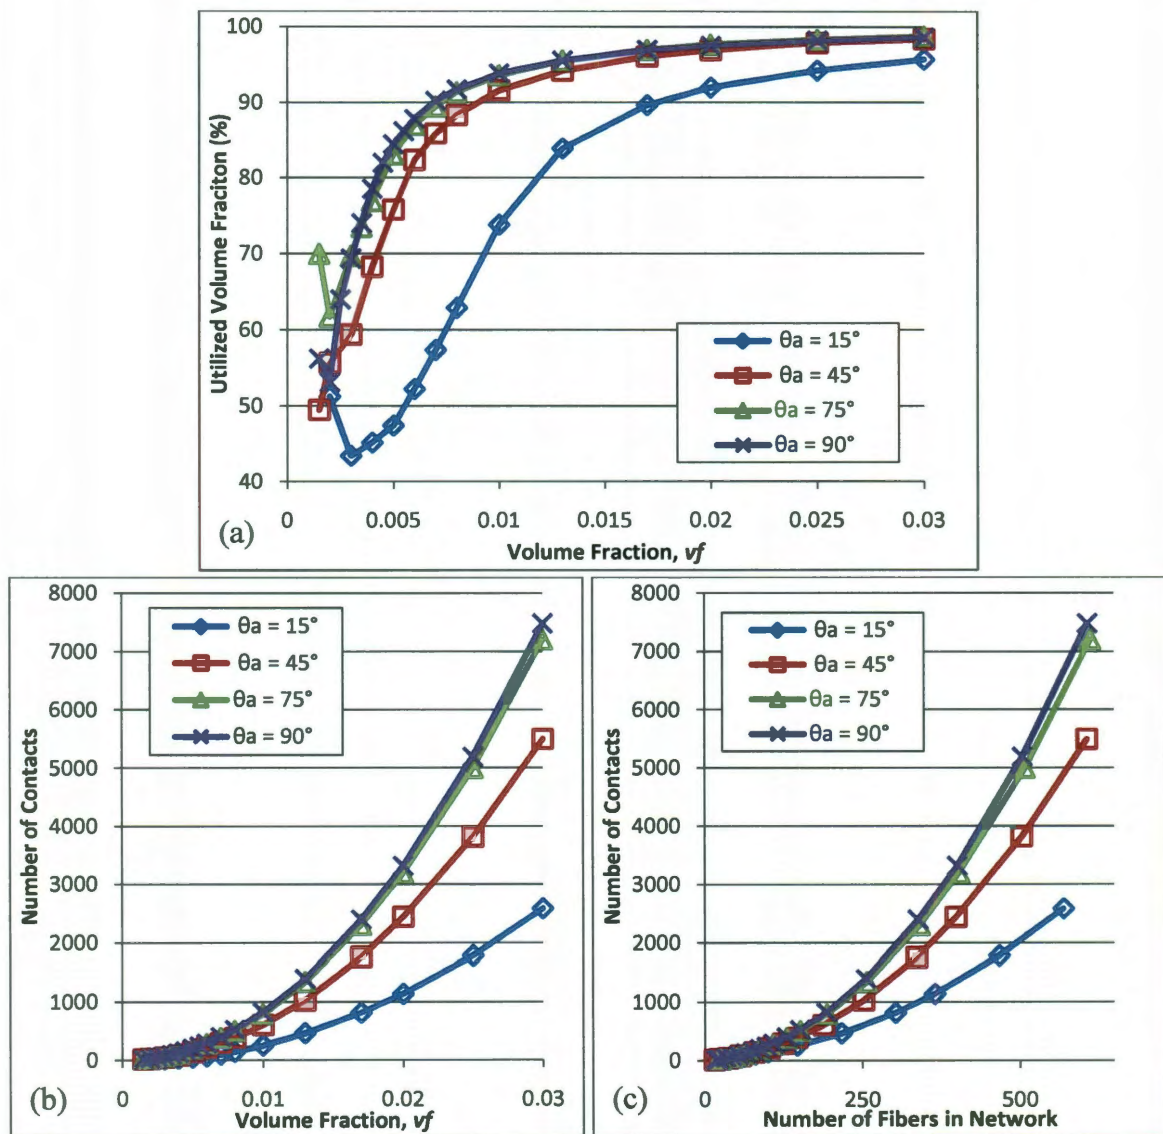 Utilized Volume Fraciton (%)
100
90
80
70
60
50
40
θa = 15°
θa = 45°
θa = 75°
θa = 90°
0 0.005 0.01 0.015 0.02 0.025 0.03
(a)
Volume Fraction, vf
Number of Contacts
8000
7000
6000
5000
4000
3000
2000
1000
0
θa = 15°
θa = 45°
θa = 75°
θa = 90°
0 0.01 0.02 0.03
(b)
Volume Fraction, vf
Number of Contacts
8000
7000
6000
5000
4000
3000
2000
1000
0
θa = 15°
θa = 45°
θa = 75°
θa = 90°
0 250 500
(c)
Number of Fibers in Network